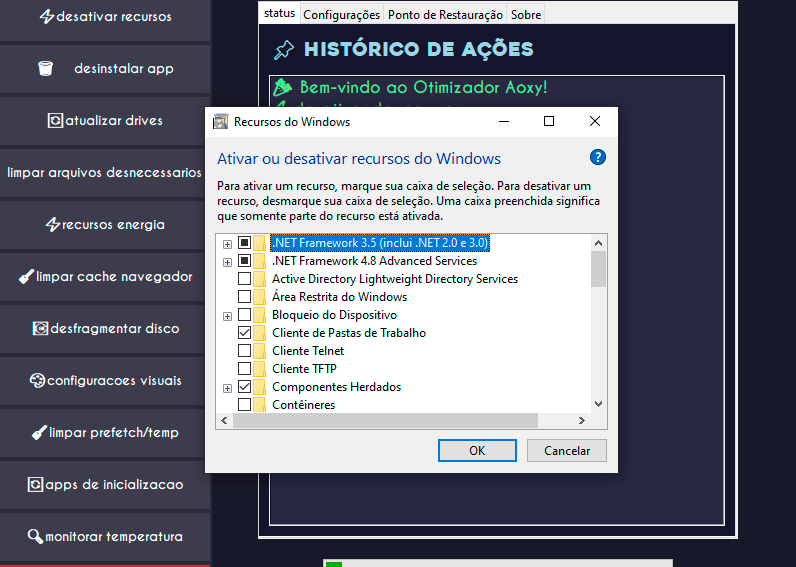 desativar recursos
desinstalar app
atualizar drives
limpar arquivos desnecessarios
recursos energia
limpar cache navegador
desfragmentar disco
configuracoes visuais
limpar prefetch/temp
apps de inicializacao
monitorar temperatura
status
Configurações
Ponto de Restauração
Sobre
HISTÓRICO DE AÇÕES
Bem-vindo ao Otimizador Aoxy!
Recursos do Windows
Ativar ou desativar recursos do Windows
?
Para ativar um recurso, marque sua caixa de seleção. Para desativar um
recurso, desmarque sua caixa de seleção. Uma caixa preenchida significa
que somente parte do recurso está ativada.
.NET Framework 3.5 (inclui .NET 2.0 e 3.0)
.NET Framework 4.8 Advanced Services
Active Directory Lightweight Directory Services
Área Restrita do Windows
Bloqueio do Dispositivo
Cliente de Pastas de Trabalho
Cliente Telnet
Cliente TFTP
Componentes Herdados
Contêineres
OK
Cancelar